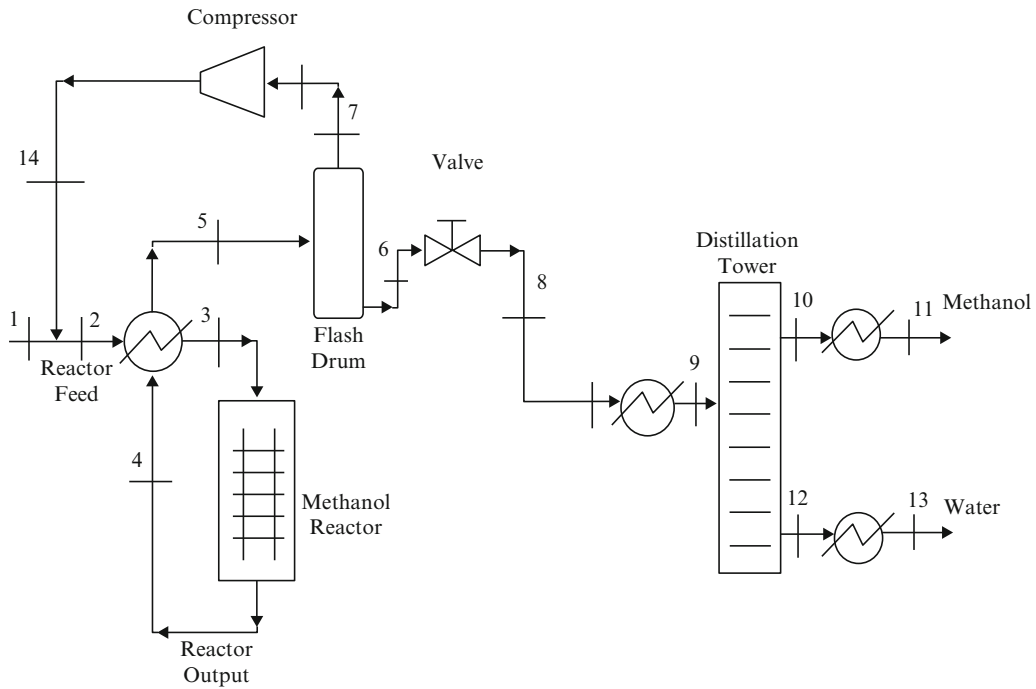 Compressor
7
14
Valve
5
6
Distillation
Tower
8
10
11
Methanol
1
2
3
Reactor
Feed
Flash
Drum
9
4
Methanol
Reactor
12
13
Water
Reactor
Output